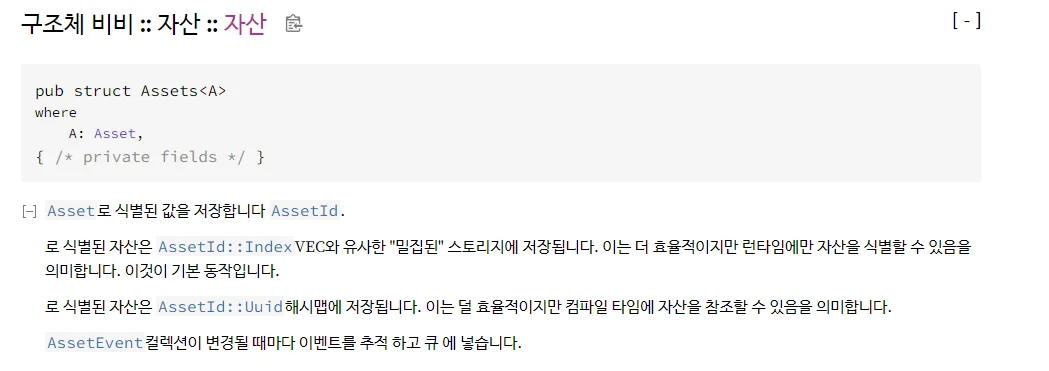 구조체 비비 :: 자산 :: 자산
[ - ]
pub struct Assets<A>
where
    A: Asset,
{ /* private fields */ }
[-] Asset로 식별된 값을 저장합니다 AssetId.
로 식별된 자산은 AssetId::Index VEC와 유사한 "밀집된" 스토리지에 저장됩니다. 이는 더 효율적이지만 런타임에만 자산을 식별할 수 있음을
의미합니다. 이것이 기본 동작입니다.
로 식별된 자산은 AssetId::Uuid 해시맵에 저장됩니다. 이는 덜 효율적이지만 컴파일 타임에 자산을 참조할 수 있음을 의미합니다.
AssetEvent 컬렉션이 변경될 때마다 이벤트를 추적 하고 큐 에 넣습니다.